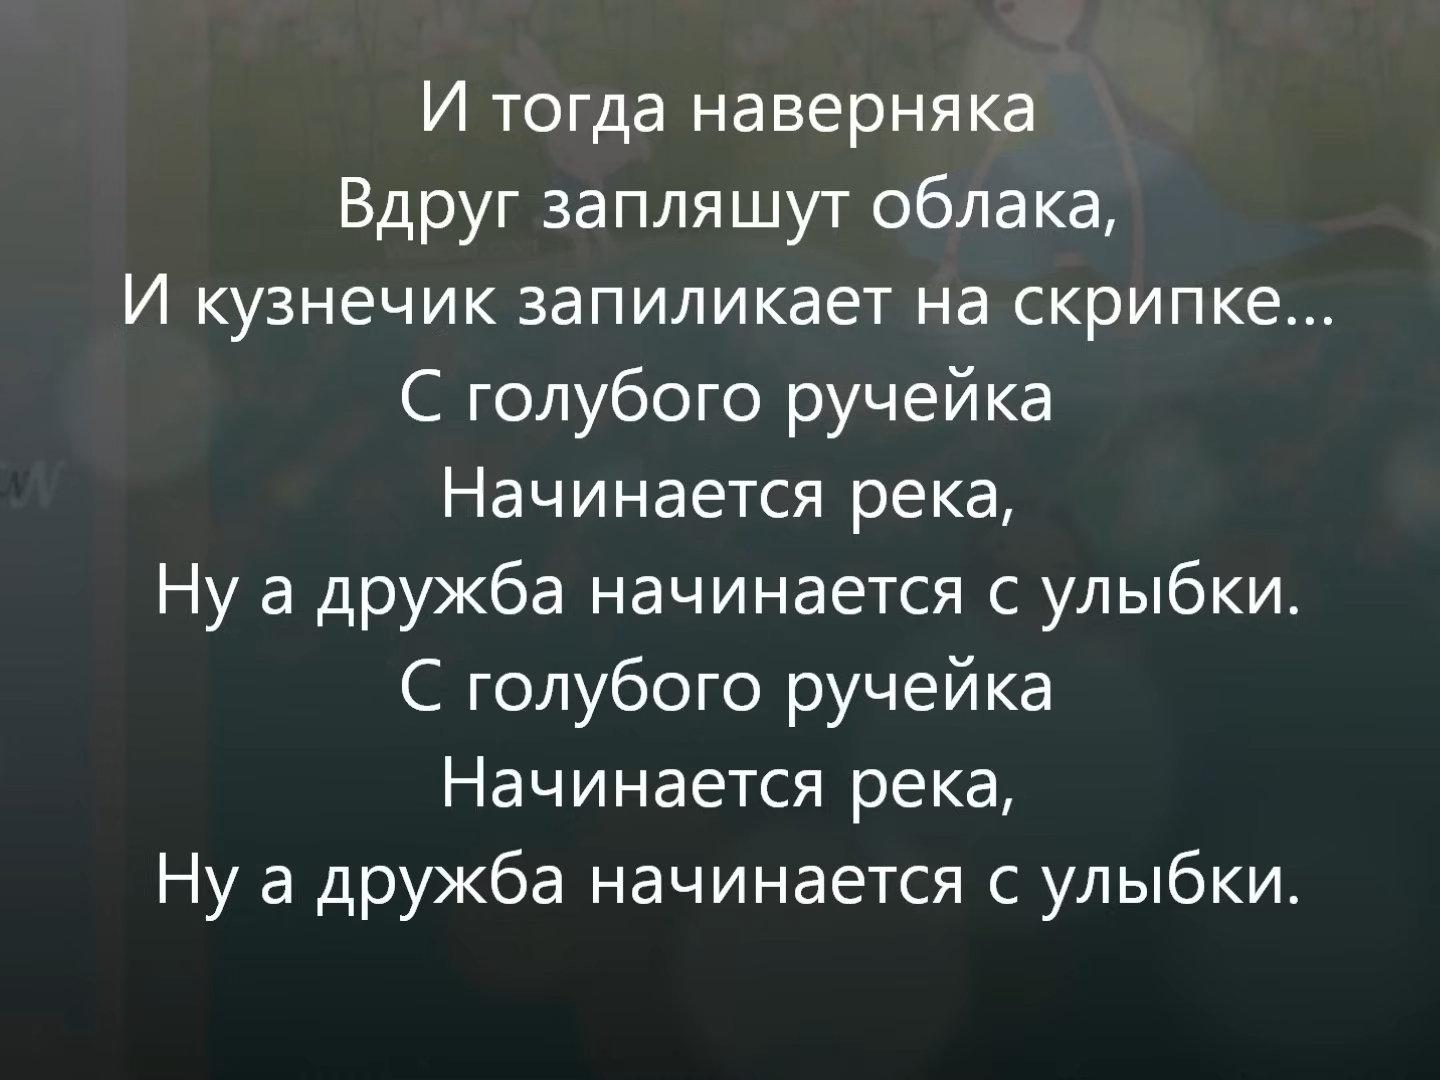 И тогда наверняка
Вдруг запляшут облака,
И кузнечик запиликает на скрипке...
С голубого ручейка
Начинается река,
Ну а дружба начинается с улыбки.
С голубого ручейка
Начинается река,
Ну а дружба начинается с улыбки.